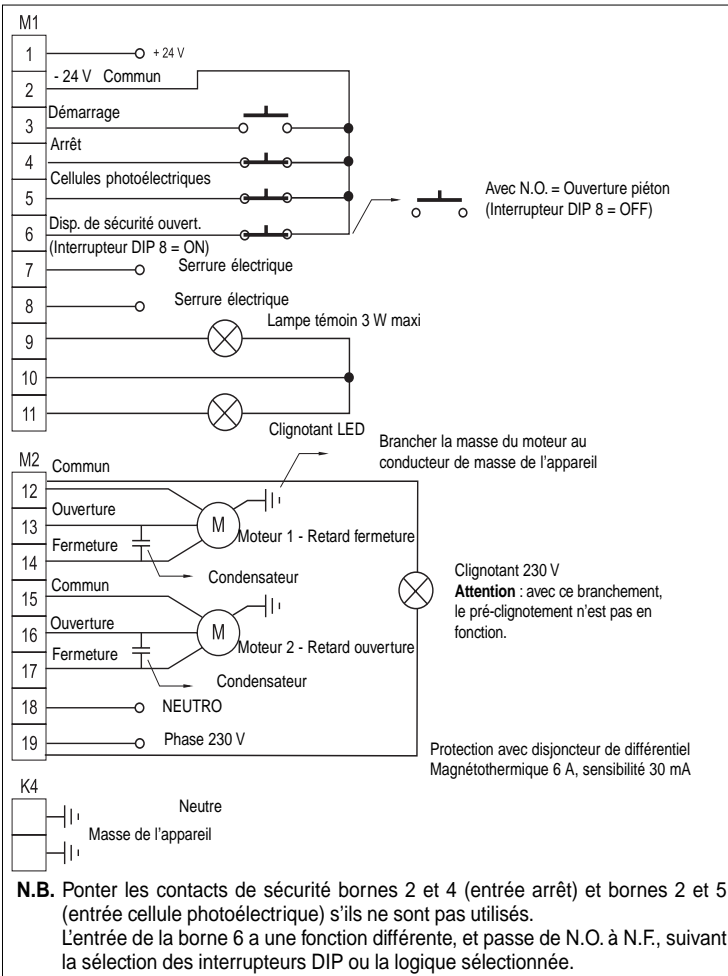 M1
1
+ 24 V
2
- 24 V Commun
3
Démarrage
4
Arrêt
5
Cellules photoélectriques
6
Disp. de sécurité ouvert.
(Interrupteur DIP 8 = ON)
Avec N.O. = Ouverture piéton
(Interrupteur DIP 8 = OFF)
7
Serrure électrique
8
Serrure électrique
9
Lampe témoin 3 W maxi
10
11
Clignotant LED
Brancher la masse du moteur au
conducteur de masse de l'appareil
M2
12
Commun
13
Ouverture
M
Moteur 1 - Retard fermeture
14
Fermeture
Condensateur
15
Commun
16
Ouverture
M
Moteur 2 - Retard ouverture
17
Fermeture
Condensateur
Clignotant 230 V
Attention : avec ce branchement,
le pré-clignotement n'est pas en
fonction.
18
NEUTRO
19
Phase 230 V
Protection avec disjoncteur de différentiel
Magnétothermique 6 A, sensibilité 30 mA
K4
Neutre
Masse de l'appareil
N.B. Ponter les contacts de sécurité bornes 2 et 4 (entrée arrêt) et bornes 2 et 5
(entrée cellule photoélectrique) s'ils ne sont pas utilisés.
L'entrée de la borne 6 a une fonction différente, et passe de N.O. à N.F., suivant
la sélection des interrupteurs DIP ou la logique sélectionnée.